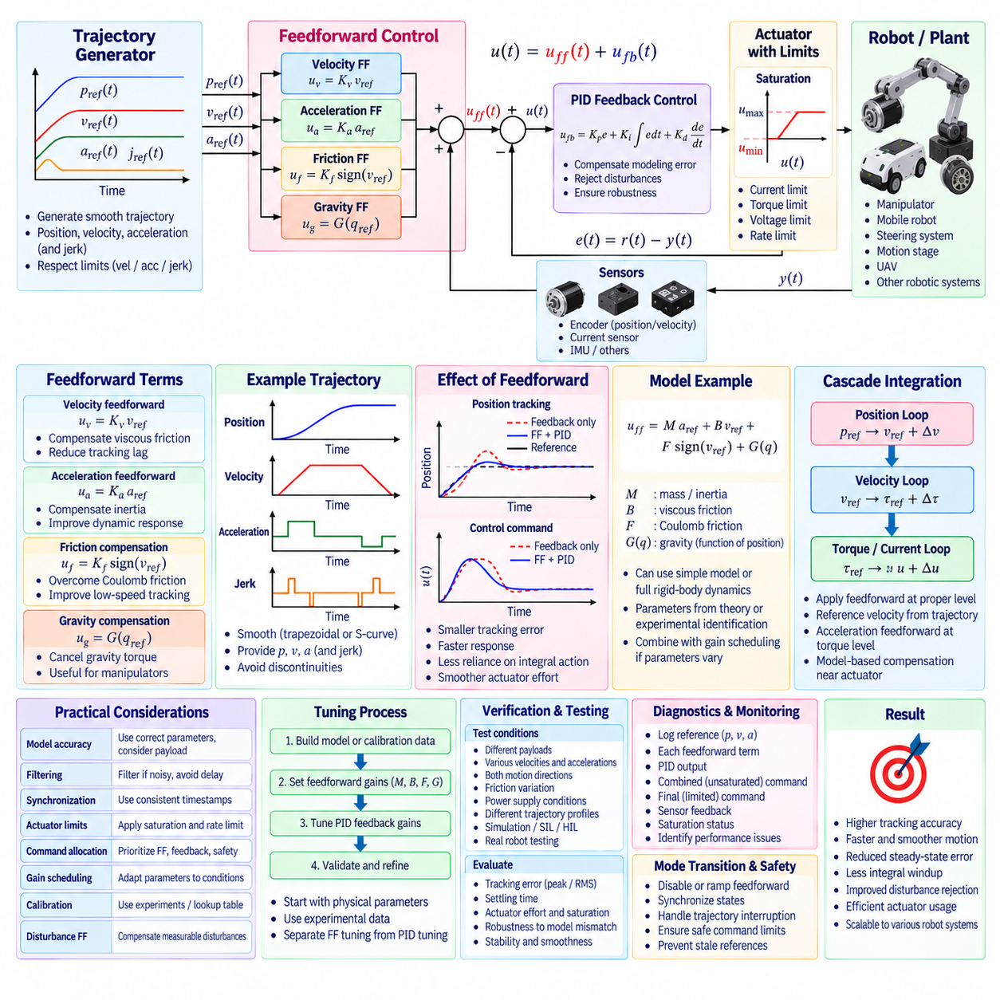 Trajectory
Generator
p_ref(t)
v_ref(t)
a_ref(t) j_ref(t)
Time
• Generate smooth trajectory
• Position, velocity, acceleration
(and jerk)
• Respect limits (vel / acc / jerk)
p_ref(t)
v_ref(t)
a_ref(t)
Feedforward Control
Velocity FF
u_v = K_v v_ref
Acceleration FF
u_a = K_a a_ref
Friction FF
u_f = K_f sign(v_ref)
Gravity FF
u_g = G(q_ref)
u(t) = u_ff(t) + u_fb(t)
+
+
u_ff(t)
+
−
u(t)
PID Feedback Control
u_fb = K_p e + K_i ∫ edt + K_d de/dt
• Compensate modeling error
• Reject disturbances
• Ensure robustness
e(t) = r(t) − y(t)
Actuator
with Limits
Saturation
u_max
u_min
u(t)
• Current limit
• Torque limit
• Voltage limit
• Rate limit
Robot / Plant
• Manipulator
• Mobile robot
• Steering system
• Motion stage
• UAV
• Other robotic systems
y(t)
Sensors
• Encoder (position/velocity)
• Current sensor
• IMU / others
Feedforward Terms
Velocity feedforward
u_v = K_v v_ref
• Compensate viscous friction
• Reduce tracking lag
Acceleration feedforward
u_a = K_a a_ref
• Compensate inertia
• Improve dynamic response
Friction compensation
u_f = K_f sign(v_ref)
• Overcome Coulomb friction
• Improve low-speed tracking
Gravity compensation
u_g = G(q_ref)
• Cancel gravity torque
• Useful for manipulators
Example Trajectory
Position
Time
Velocity
Time
Acceleration
Time
Jerk
Time
• Smooth (trapezoidal or S-curve)
• Provide p, v, a (and jerk)
• Avoid discontinuities
Effect of Feedforward
Position tracking
Feedback only
FF + PID
Reference
Position
Time
Control command
Feedback only
FF + PID
u(t)
Time
• Smaller tracking error
• Faster response
• Less reliance on integral action
• Smoother actuator effort
Model Example
u_ff = M a_ref + B v_ref +
F sign(v_ref) + G(q)
M : mass / inertia
B : viscous friction
F : Coulomb friction
G(q) : gravity (function of position)
• Can use simple model or
full rigid-body dynamics
• Parameters from theory or
experimental identification
• Combine with gain scheduling
if parameters vary
Cascade Integration
Position Loop
p_ref → v_ref + Δv
Velocity Loop
v_ref → τ_ref + Δτ
Torque / Current Loop
τ_ref → u + Δu
• Apply feedforward at proper level
• Reference velocity from trajectory
• Acceleration feedforward at
torque level
• Model-based compensation
near actuator
Practical Considerations
Model accuracy
Use correct parameters,
consider payload
Filtering
Filter if noisy, avoid delay
Synchronization
Use consistent timestamps
Actuator limits
Apply saturation and rate limit
Command allocation
Prioritize FF, feedback, safety
Gain scheduling
Adapt parameters to conditions
Calibration
Use experiments / lookup table
Disturbance FF
Compensate measurable disturbances
Tuning Process
1. Build model or calibration data
2. Set feedforward gains (M, B, F, G)
3. Tune PID feedback gains
4. Validate and refine
• Start with physical parameters
• Use experimental data
• Separate FF tuning from PID tuning
Verification & Testing
Test conditions
• Different payloads
• Various velocities and accelerations
• Both motion directions
• Friction variation
• Power supply conditions
• Different trajectory profiles
• Simulation / SIL / HIL
• Real robot testing
Evaluate
• Tracking error (peak / RMS)
• Settling time
• Actuator effort and saturation
• Robustness to model mismatch
• Stability and smoothness
Diagnostics & Monitoring
• Log reference (p, v, a)
• Each feedforward term
• PID output
• Combined (unsaturated) command
• Final (limited) command
• Sensor feedback
• Saturation status
• Identify performance issues
Mode Transition & Safety
• Disable or ramp feedforward
• Synchronize states
• Handle trajectory interruption
• Ensure safe command limits
• Prevent stale references
Result
• Higher tracking accuracy
• Faster and smoother motion
• Reduced steady-state error
• Less integral windup
• Improved disturbance rejection
• Efficient actuator usage
• Scalable to various robot systems